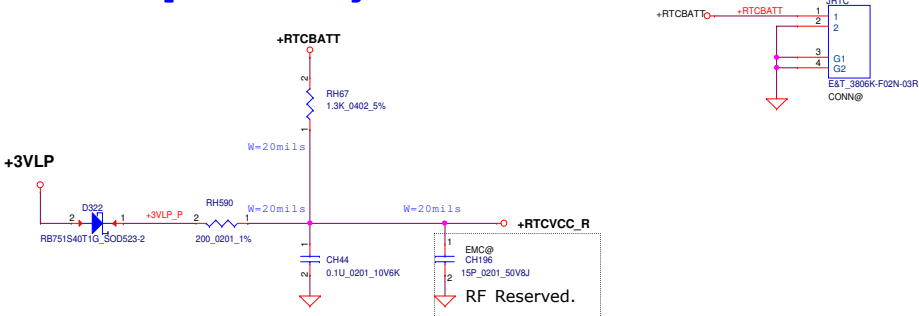 +RTCBATT
+RTCBATT
1
2
1
2
3
4
G1
G2
E&T_3806K-F02N-03R
CONN@
+RTCBATT
2
RH67
1.3K_0402_5%
1
W=20mils
+3VLP
D322
2
1
RB751S40T1G_SOD523-2
+3VLP_P
RH590
2
1
200_0201_1%
W=20mils
W=20mils
+RTCVCC_R
1
CH44
0.1U_0201_10V6K
2
1
EMC@
CH196
15P_0201_50V8J
2
RF Reserved.